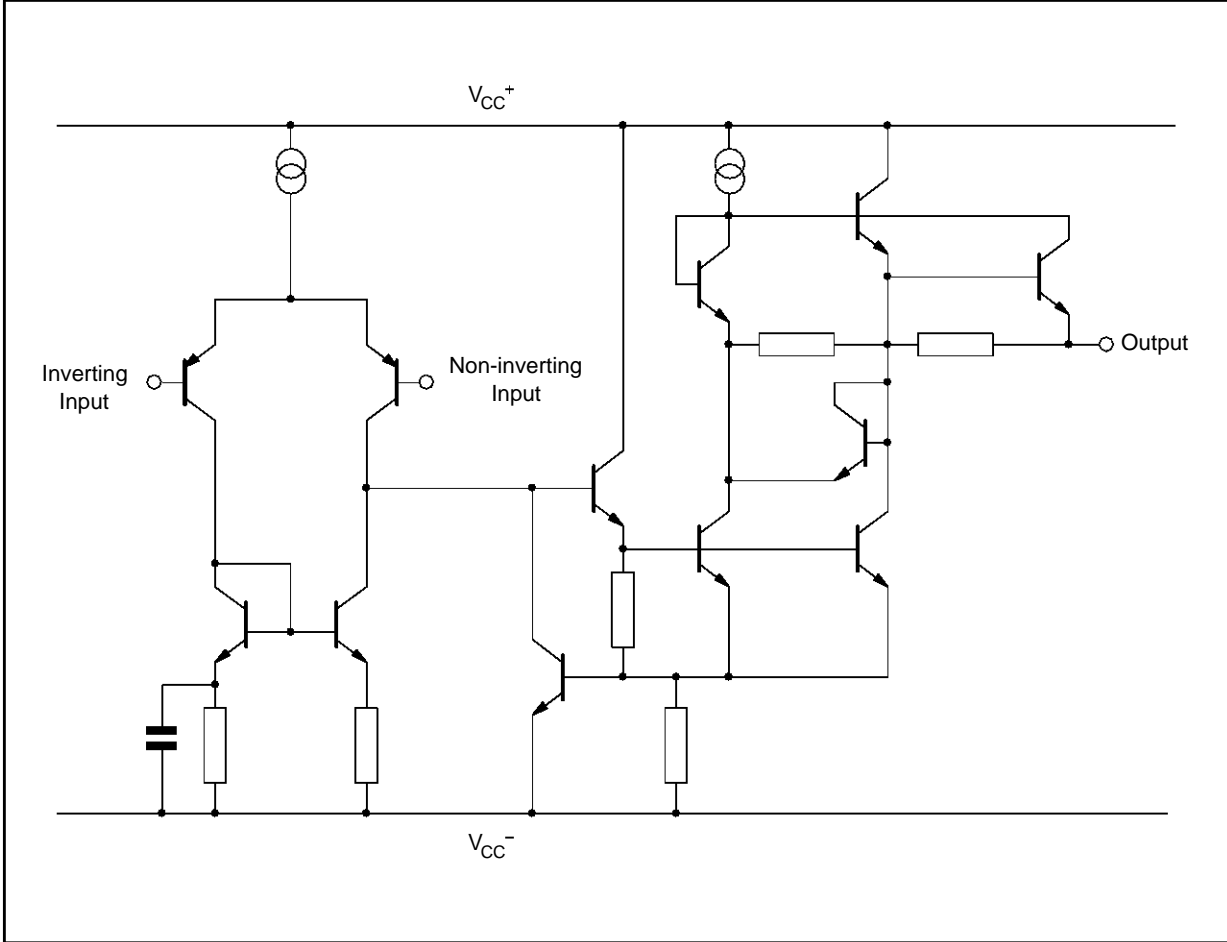 VCC+
Inverting
Input
Non-inverting
Input
Output
VCC−